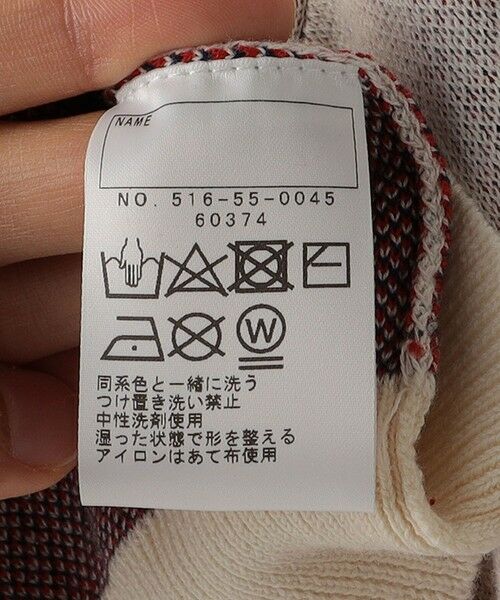 NAME
NO. 516-55-0045
60374
W
同系色と一緒に洗う
つけ置き洗い禁止
中性洗剤使用
湿った状態で形を整える
アイロンはあて布使用